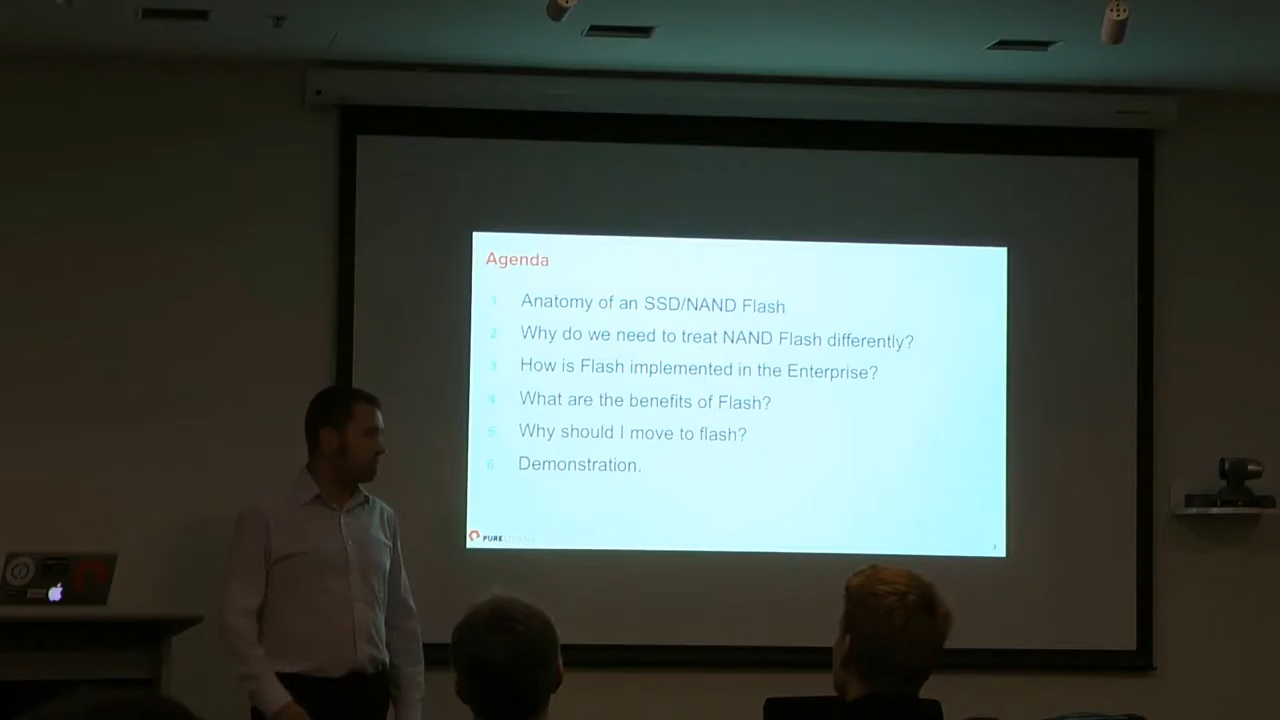 Agenda
1 Anatomy of an SSD/NAND Flash
2 Why do we need to treat NAND Flash differently?
3 How is Flash implemented in the Enterprise?
4 What are the benefits of Flash?
5 Why should I move to flash?
6 Demonstration.
PURESTORAGE